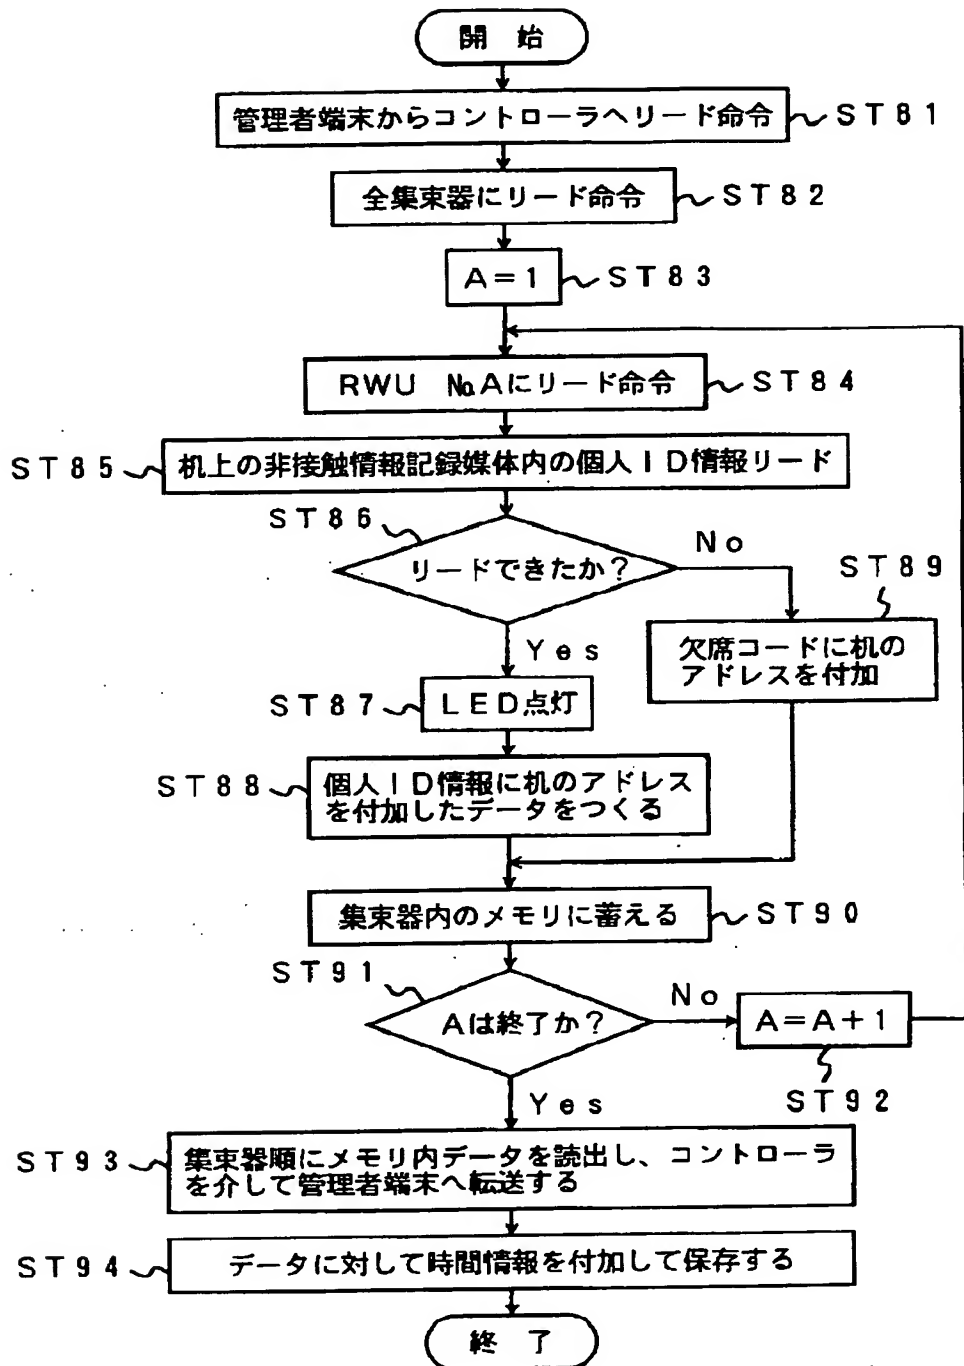 開 始
管理者端末からコントローラへリード命令
ST81
全集束器にリード命令
ST82
A=1
ST83
RWU №Aにリード命令
ST84
ST85
机上の非接触情報記録媒体内の個人ID情報リード
ST86
リードできたか?
No
ST89
Yes
欠席コードに机の
アドレスを付加
ST87
LED点灯
ST88
個人ID情報に机のアドレス
を付加したデータをつくる
集束器内のメモリに蓄える
ST90
ST91
Aは終了か?
No
A=A+1
ST92
Yes
ST93
集束器順にメモリ内データを読出し、コントローラ
を介して管理者端末へ転送する
ST94
データに対して時間情報を付加して保存する
終 了